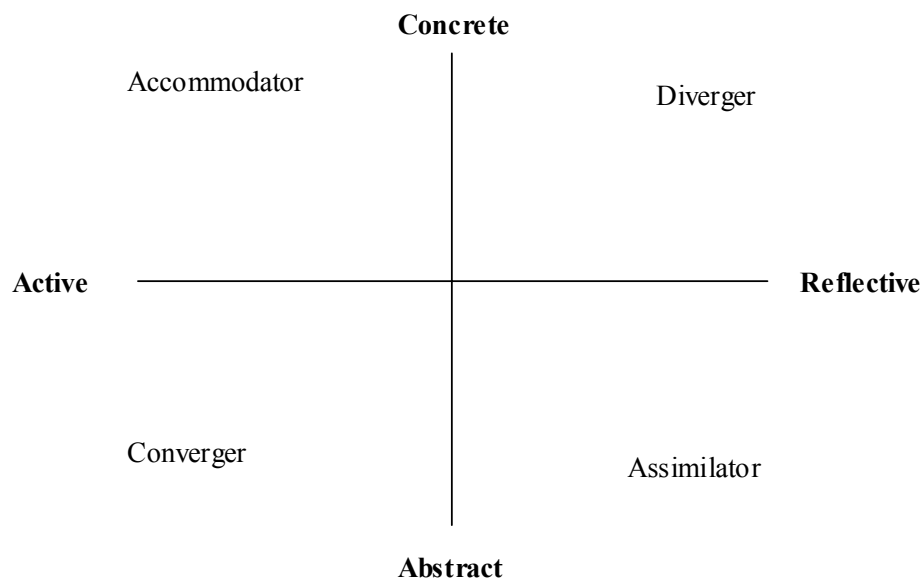 Concrete
Accommodator
Diverger
Active
Reflective
Converger
Assimilator
Abstract